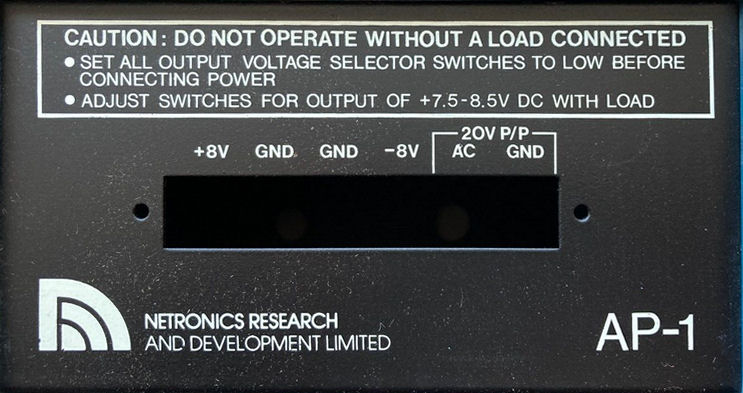 CAUTION: DO NOT OPERATE WITHOUT A LOAD CONNECTED
● SET ALL OUTPUT VOLTAGE SELECTOR SWITCHES TO LOW BEFORE
CONNECTING POWER
● ADJUST SWITCHES FOR OUTPUT OF +7.5-8.5V DC WITH LOAD
20V P/P
+8V GND GND -8V AC GND
NETRONICS RESEARCH
AND DEVELOPMENT LIMITED
AP-1